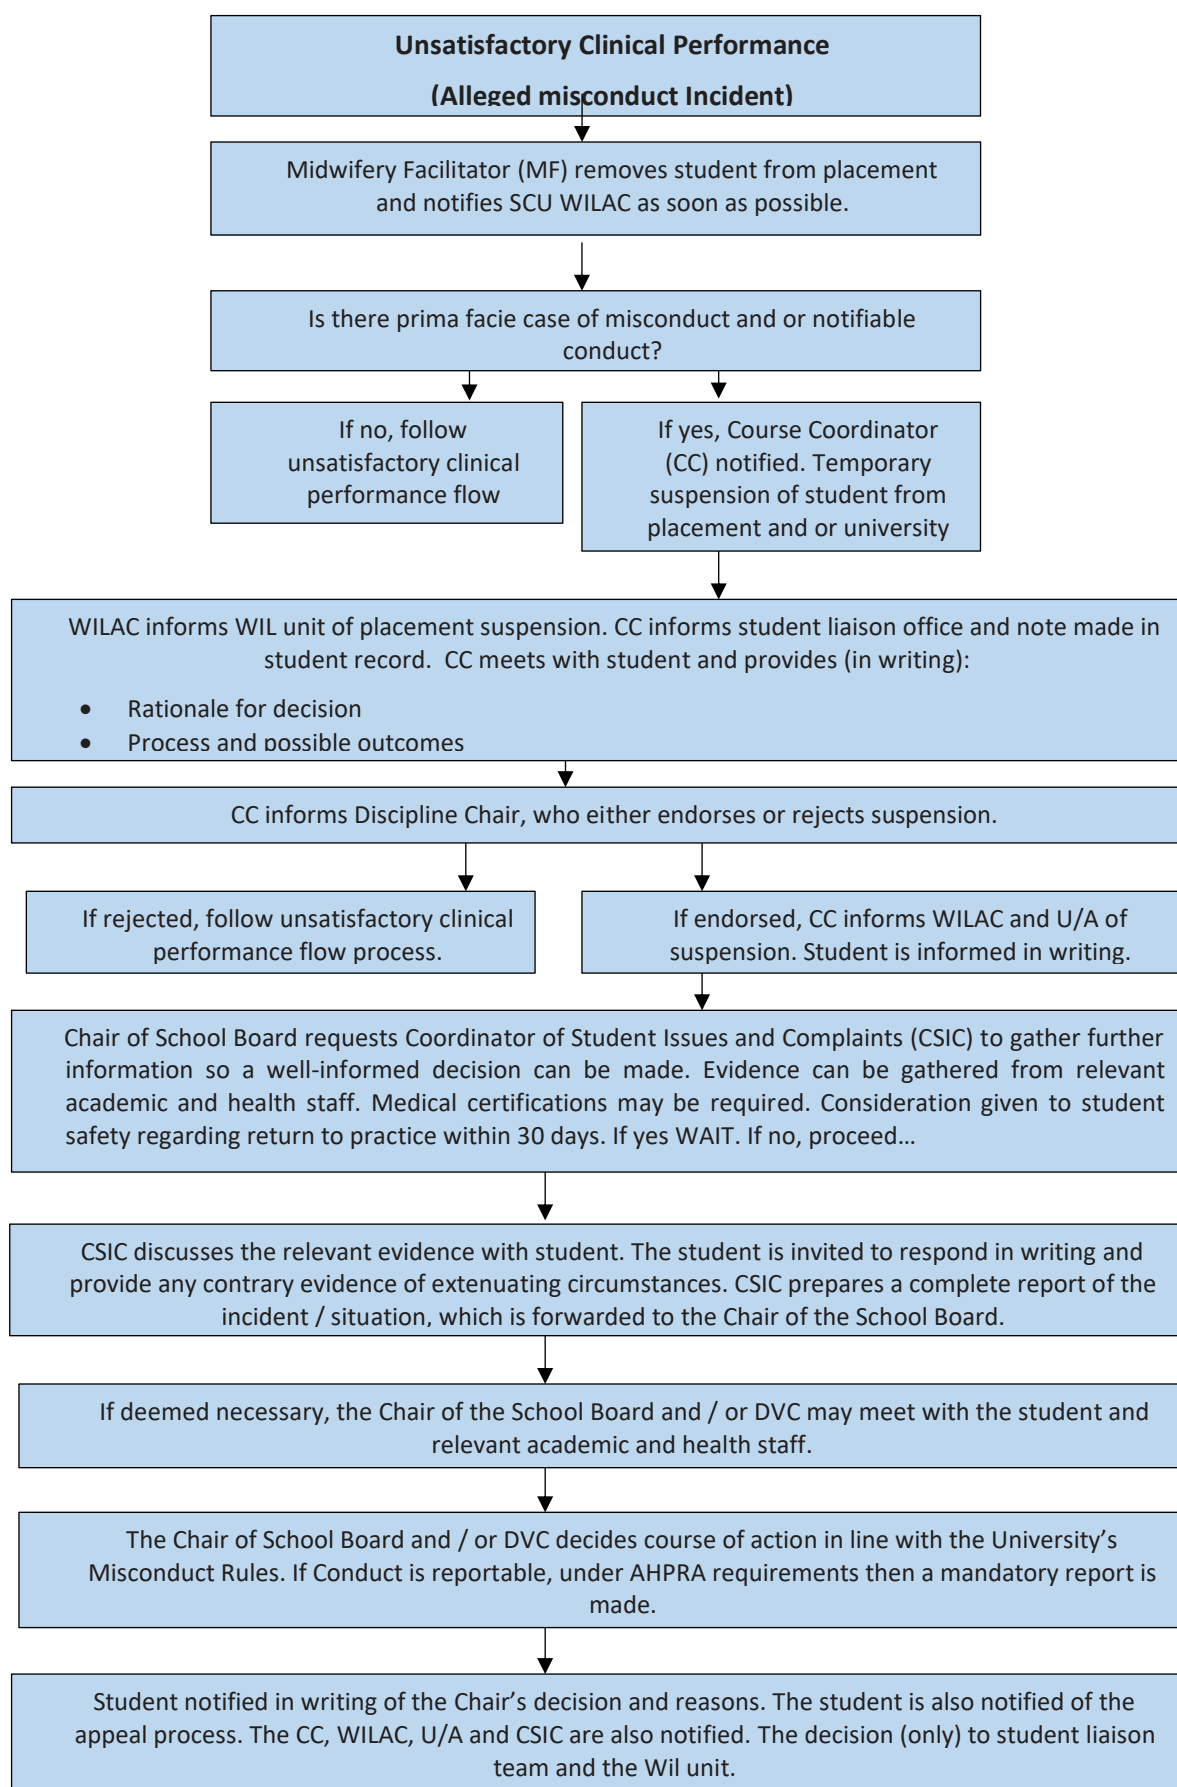 Unsatisfactory Clinical Performance
(Alleged misconduct Incident)
Midwifery Facilitator (MF) removes student from placement
and notifies SCU WILAC as soon as possible.
Is there prima facie case of misconduct and or notifiable
conduct?
If no, follow
unsatisfactory clinical
performance flow
If yes, Course Coordinator
(CC) notified. Temporary
suspension of student from
placement and or university
WILAC informs WIL unit of placement suspension. CC informs student liaison office and note made in
student record.  CC meets with student and provides (in writing):
• Rationale for decision
• Process and possible outcomes
CC informs Discipline Chair, who either endorses or rejects suspension.
If rejected, follow unsatisfactory clinical
performance flow process.
If endorsed, CC informs WILAC and U/A of
suspension. Student is informed in writing.
Chair of School Board requests Coordinator of Student Issues and Complaints (CSIC) to gather further
information so a well-informed decision can be made. Evidence can be gathered from relevant
academic and health staff. Medical certifications may be required. Consideration given to student
safety regarding return to practice within 30 days. If yes WAIT. If no, proceed…
CSIC discusses the relevant evidence with student. The student is invited to respond in writing and
provide any contrary evidence of extenuating circumstances. CSIC prepares a complete report of the
incident / situation, which is forwarded to the Chair of the School Board.
If deemed necessary, the Chair of the School Board and / or DVC may meet with the student and
relevant academic and health staff.
The Chair of School Board and / or DVC decides course of action in line with the University’s
Misconduct Rules. If Conduct is reportable, under AHPRA requirements then a mandatory report is
made.
Student notified in writing of the Chair’s decision and reasons. The student is also notified of the
appeal process. The CC, WILAC, U/A and CSIC are also notified. The decision (only) to student liaison
team and the Wil unit.